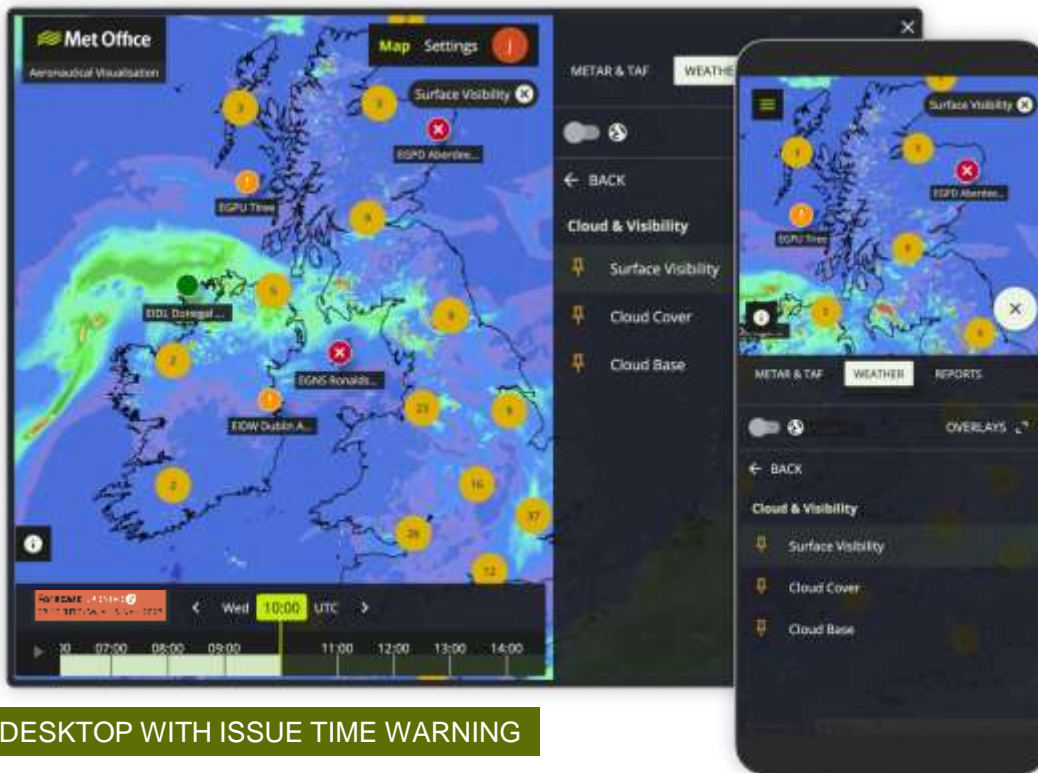 Met Office
Aeronautical Visualisation
Map Settings J
Surface Visibility
3
3
EGPD Aberdee...
EGPU Tiree
9
EIDL Donegal ...
5
9
2
EGNS Ronalds...
EIDW Dublin A...
23
2
16
37
26
12
Wed 10:00 UTC
07:00 08:00 09:00 11:00 12:00 13:00 14:00
METAR & TAF WEATHE
BACK
Cloud & Visibility
Surface Visibility
Cloud Cover
Cloud Base
Surface Visibility
EGPD Aberdee...
EGPU Tiree
METAR & TAF WEATHER REPORTS
OVERLAYS
BACK
Cloud & Visibility
Surface Visibility
Cloud Cover
Cloud Base
DESKTOP WITH ISSUE TIME WARNING